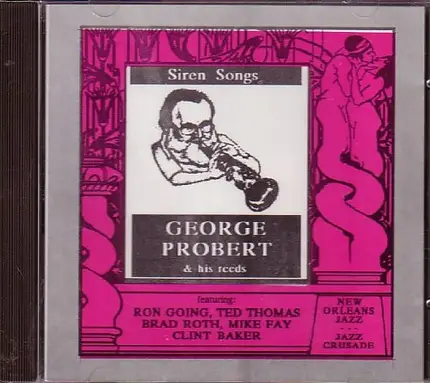 Siren Songs
GEORGE
PROBERT
& his reeds
featuring:
RON GOING, TED THOMAS
BRAD ROTH, MIKE FAY
CLINT BAKER
NEW
ORLEANS
JAZZ
---
JAZZ
CRUSADE